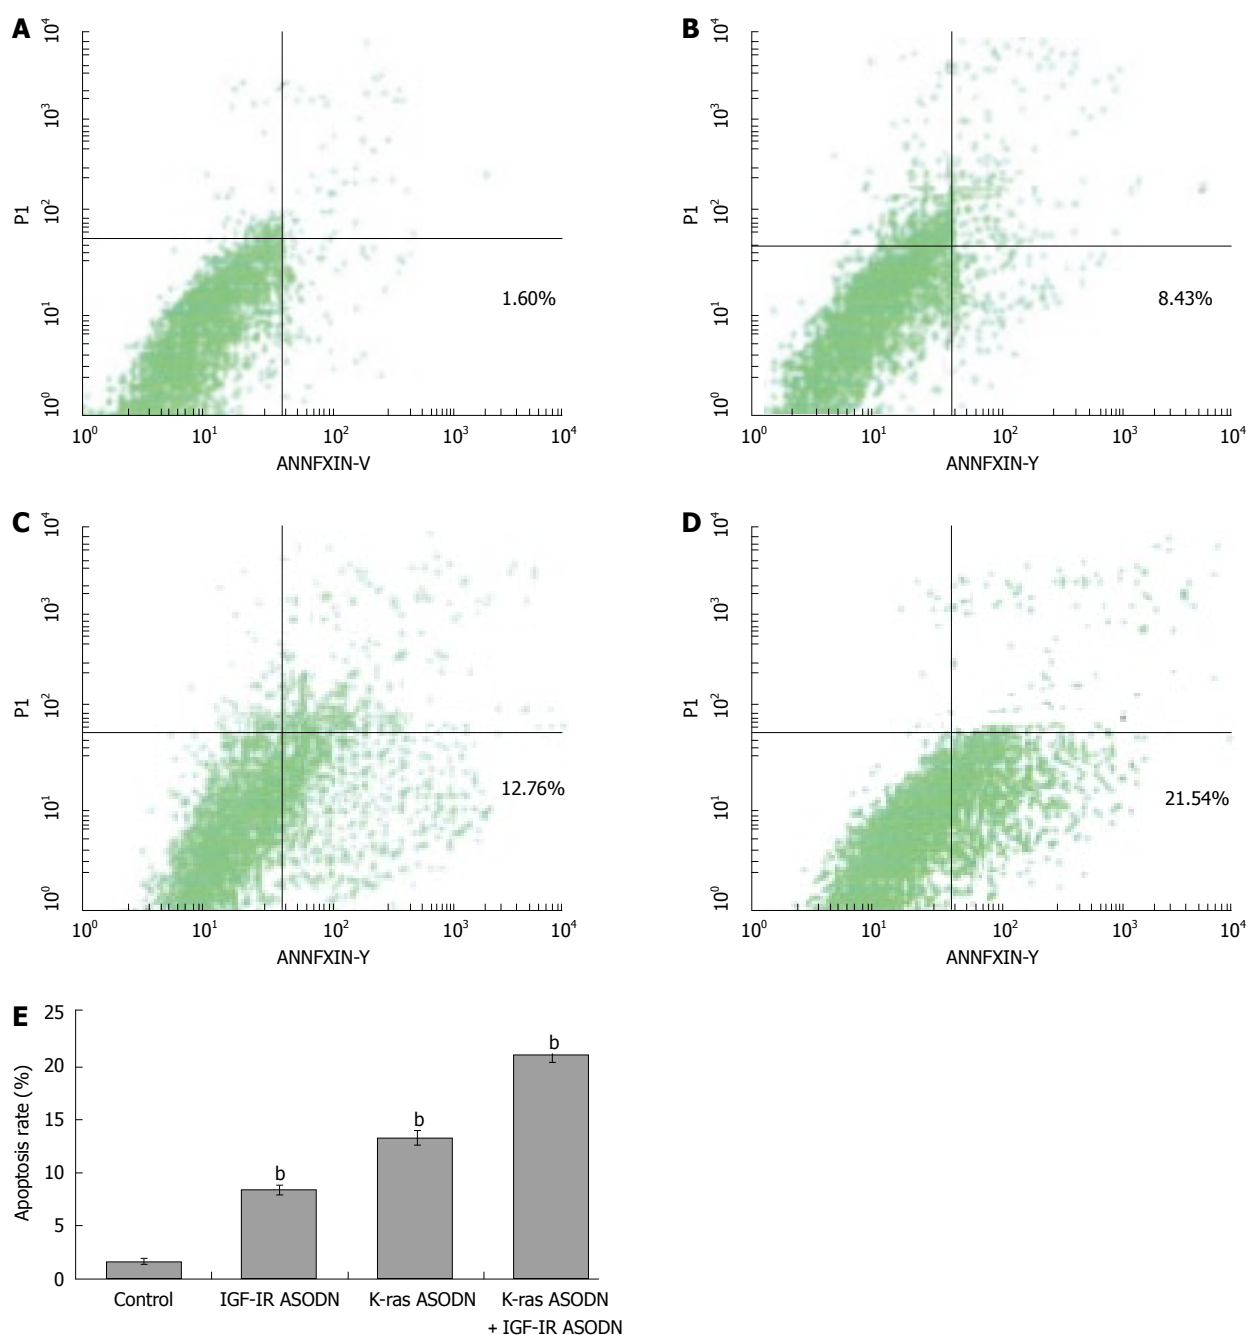 A
10⁴
10³
10²
10¹
10⁰
P1
1.60%
10⁰ 10¹ 10² 10³ 10⁴
ANNFXIN-V
B
10⁴
10³
10²
10¹
10⁰
P1
8.43%
10⁰ 10¹ 10² 10³ 10⁴
ANNFXIN-Y
C
10⁴
10³
10²
10¹
10⁰
P1
12.76%
10⁰ 10¹ 10² 10³ 10⁴
ANNFXIN-Y
D
10⁴
10³
10²
10¹
10⁰
P1
21.54%
10⁰ 10¹ 10² 10³ 10⁴
ANNFXIN-Y
E
25
20
15
10
5
0
Apoptosis rate (%)
b
b
b
Control
IGF-IR ASODN
K-ras ASODN
K-ras ASODN
+ IGF-IR ASODN